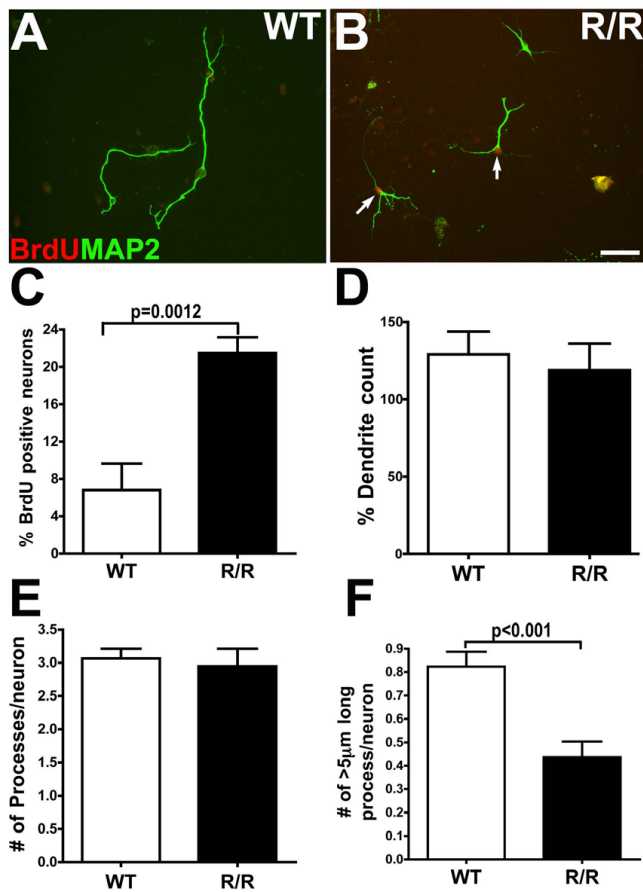 A WT
B R/R
BrdUMAP2
C
p=0.0012
24
20
16
12
8
4
0
% BrdU positive neurons
WT R/R
D
150
100
50
0
% Dendrite count
WT R/R
E
3.5
3.0
2.5
2.0
1.5
1.0
0.5
0.0
# of Processes/neuron
WT R/R
F
p<0.001
0.9
0.8
0.7
0.6
0.5
0.4
0.3
0.2
0.1
0.0
# of >5μm long
process/neuron
WT R/R